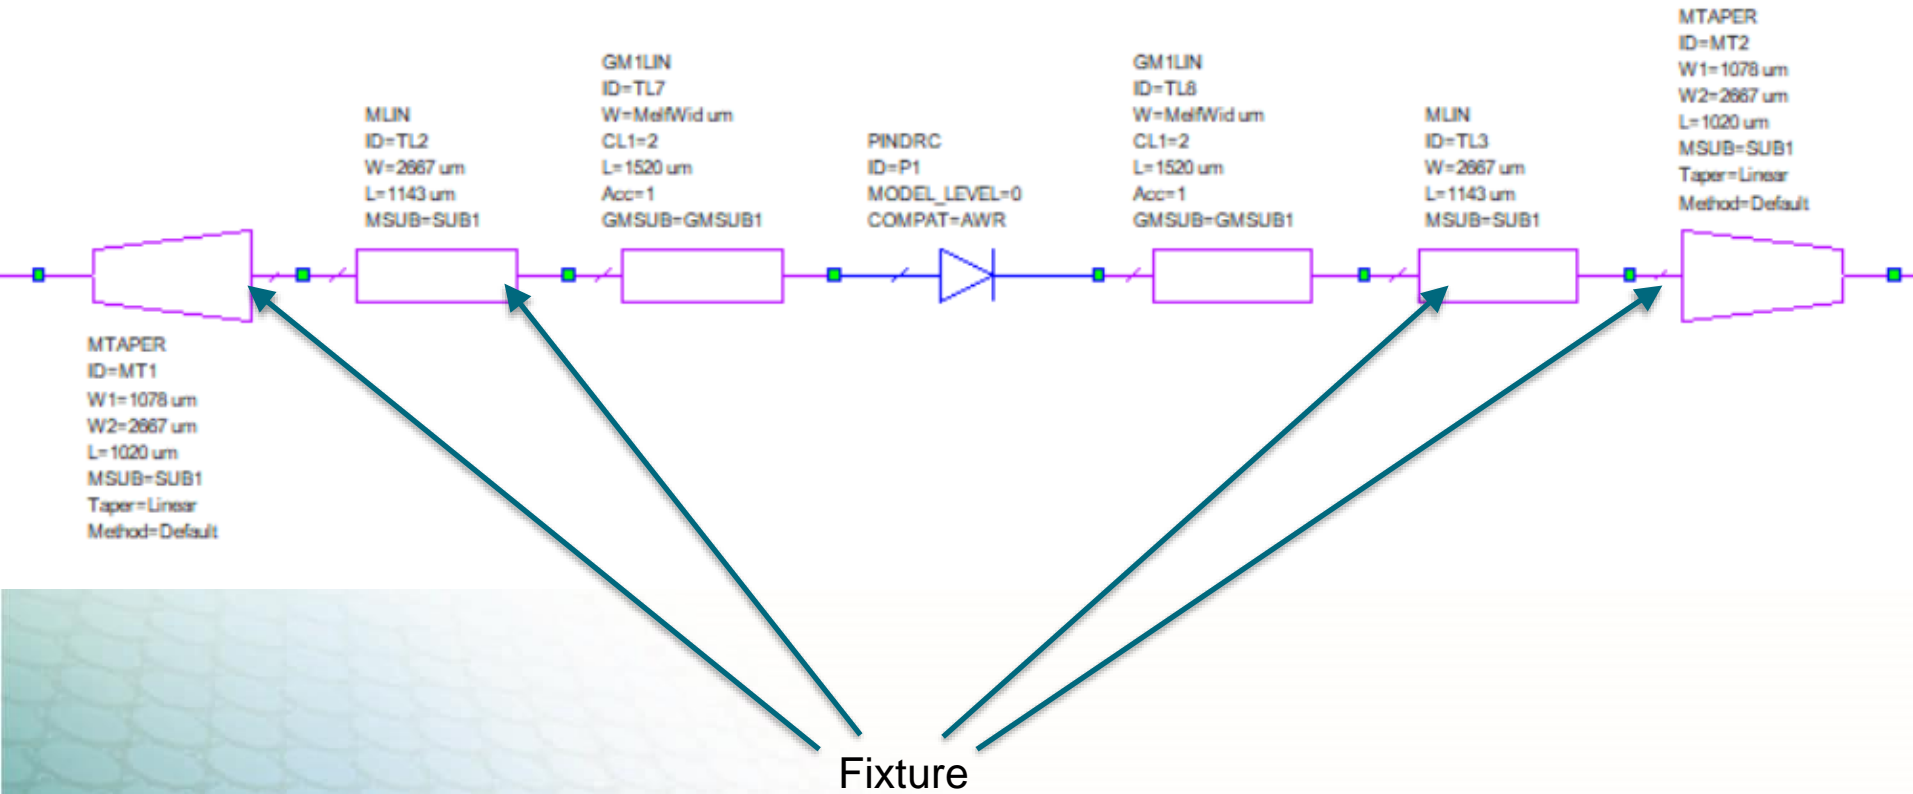 MTAPER
ID=MT1
W1=1078 um
W2=2667 um
L=1020 um
MSUB=SUB1
Taper=Linear
Method=Default
MLIN
ID=TL2
W=2667 um
L=1143 um
MSUB=SUB1
GM1LIN
ID=TL7
W=MelfWid um
CL1=2
L=1520 um
Acc=1
GMSUB=GMSUB1
PINDRC
ID=P1
MODEL_LEVEL=0
COMPAT=AWR
GM1LIN
ID=TL8
W=MelfWid um
CL1=2
L=1520 um
Acc=1
GMSUB=GMSUB1
MLIN
ID=TL3
W=2667 um
L=1143 um
MSUB=SUB1
MTAPER
ID=MT2
W1=1078 um
W2=2667 um
L=1020 um
MSUB=SUB1
Taper=Linear
Method=Default
Fixture